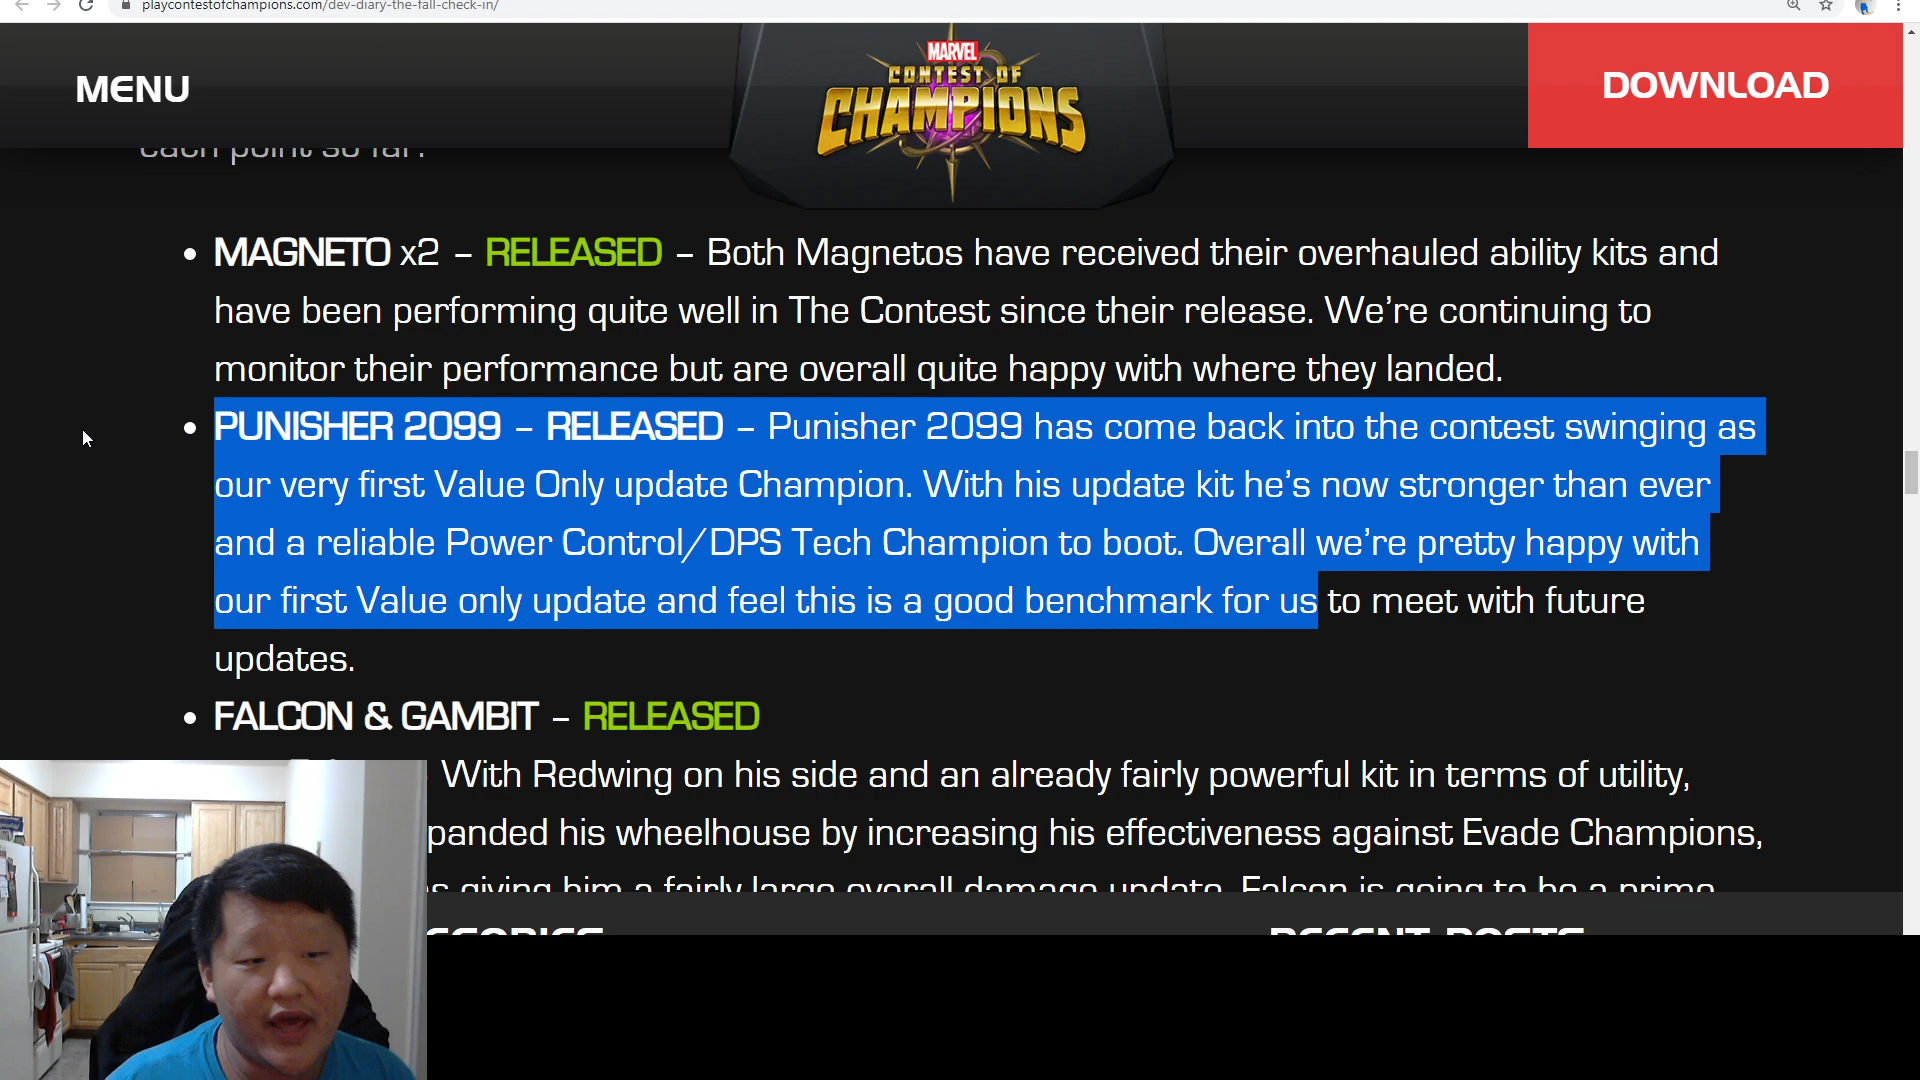 playcontestofchampions.com/dev-diary-the-fall-check-in/
MENU
MARVEL
CONTEST OF
CHAMPIONS
DOWNLOAD
each point so far.
MAGNETO x2 – RELEASED – Both Magnetos have received their overhauled ability kits and
have been performing quite well in The Contest since their release. We’re continuing to
monitor their performance but are overall quite happy with where they landed.
PUNISHER 2099 – RELEASED – Punisher 2099 has come back into the contest swinging as
our very first Value Only update Champion. With his update kit he’s now stronger than ever
and a reliable Power Control/DPS Tech Champion to boot. Overall we’re pretty happy with
our first Value only update and feel this is a good benchmark for us to meet with future
updates.
FALCON & GAMBIT – RELEASED
With Redwing on his side and an already fairly powerful kit in terms of utility,
panded his wheelhouse by increasing his effectiveness against Evade Champions,
s giving him a fairly large overall damage update. Falcon is going to be a prime
RECENT POSTS